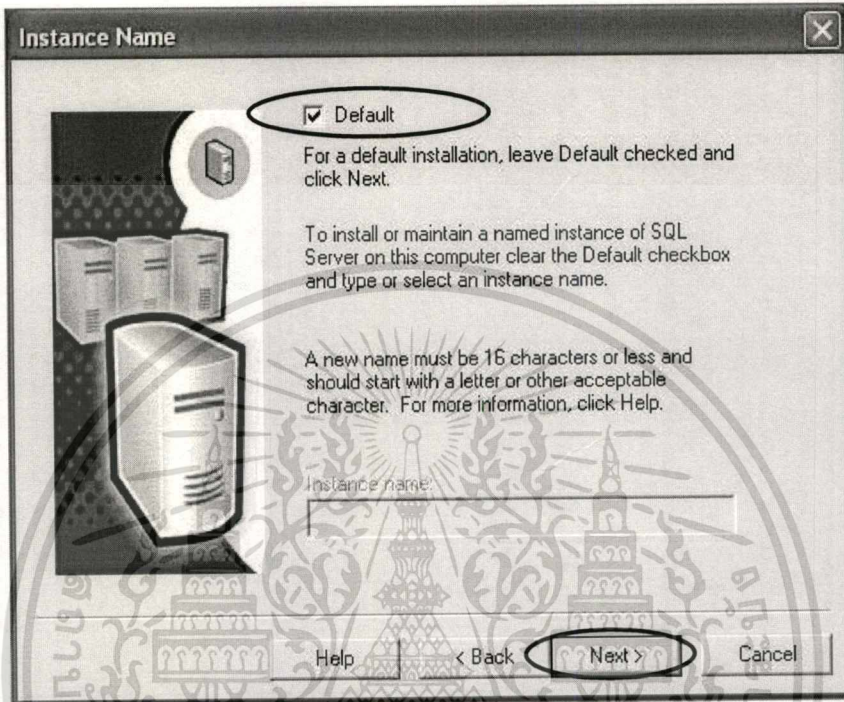 Instance Name
Default
For a default installation, leave Default checked and
click Next.
To install or maintain a named instance of SQL
Server on this computer clear the Default checkbox
and type or select an instance name.
A new name must be 16 characters or less and
should start with a letter or other acceptable
character. For more information, click Help.
Instance name:
Help
< Back
Next >
Cancel